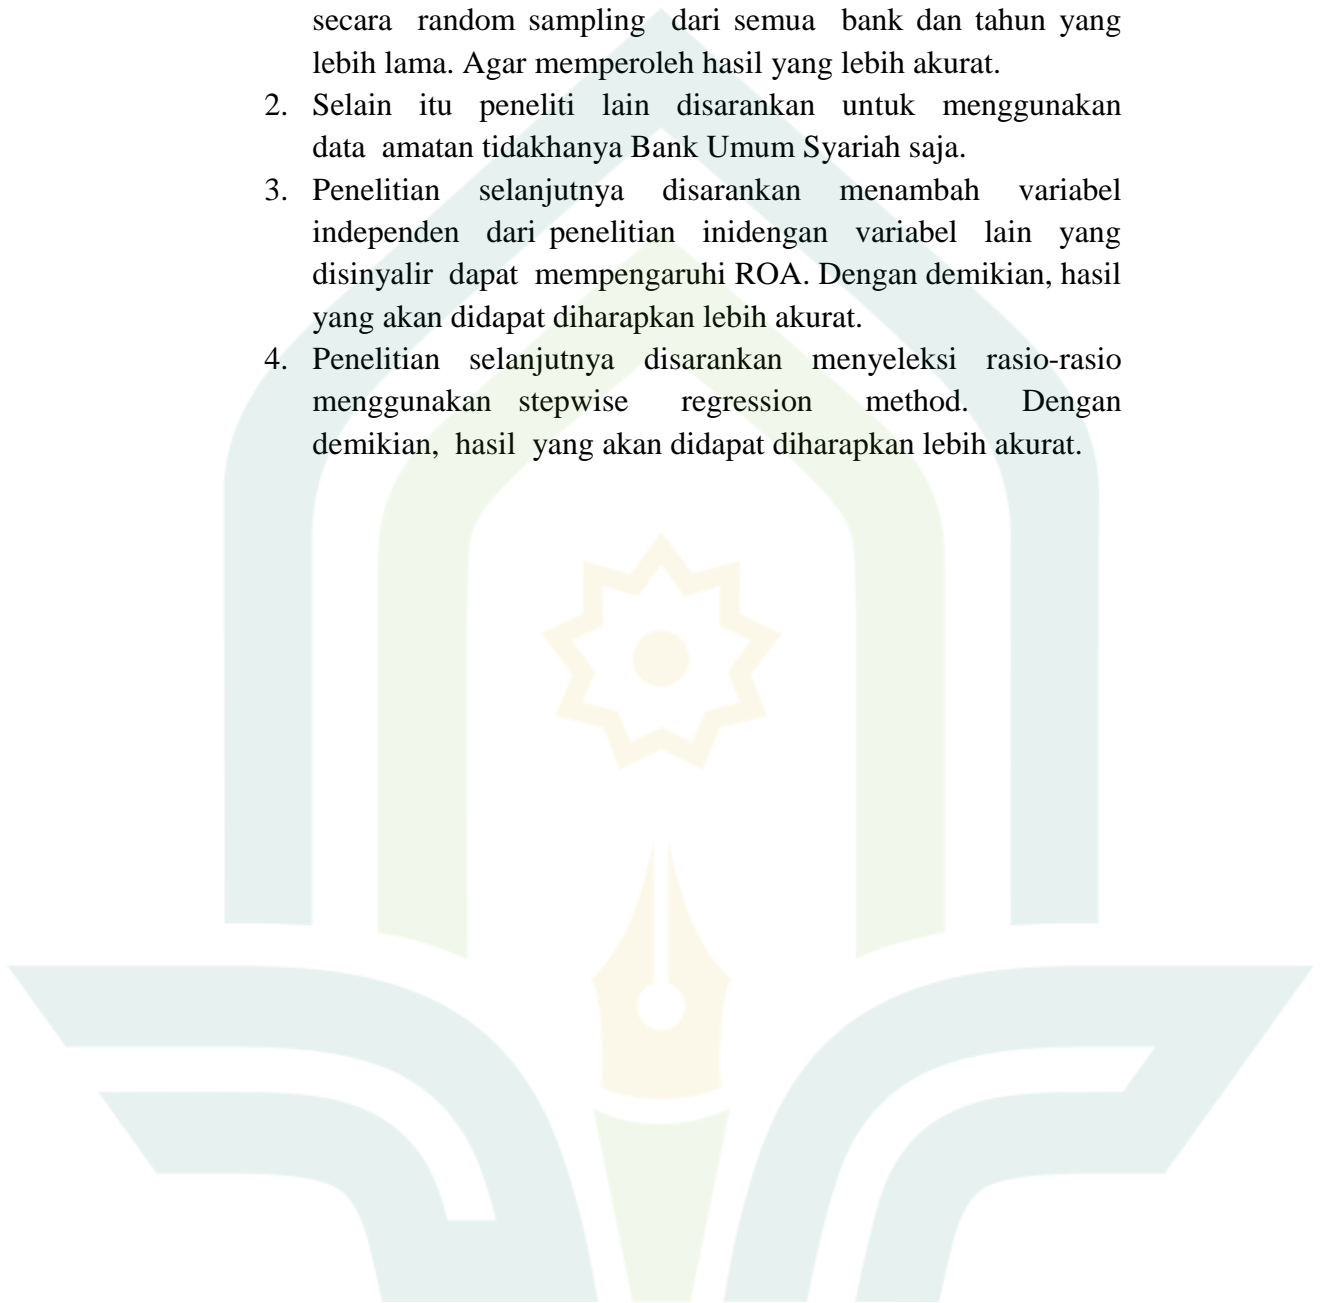 secara random sampling dari semua bank dan tahun yang
lebih lama. Agar memperoleh hasil yang lebih akurat.
2. Selain itu peneliti lain disarankan untuk menggunakan
data amatan tidakhanya Bank Umum Syariah saja.
3. Penelitian selanjutnya disarankan menambah variabel
independen dari penelitian inidengan variabel lain yang
disinyalir dapat mempengaruhi ROA. Dengan demikian, hasil
yang akan didapat diharapkan lebih akurat.
4. Penelitian selanjutnya disarankan menyeleksi rasio-rasio
menggunakan stepwise regression method. Dengan
demikian, hasil yang akan didapat diharapkan lebih akurat.